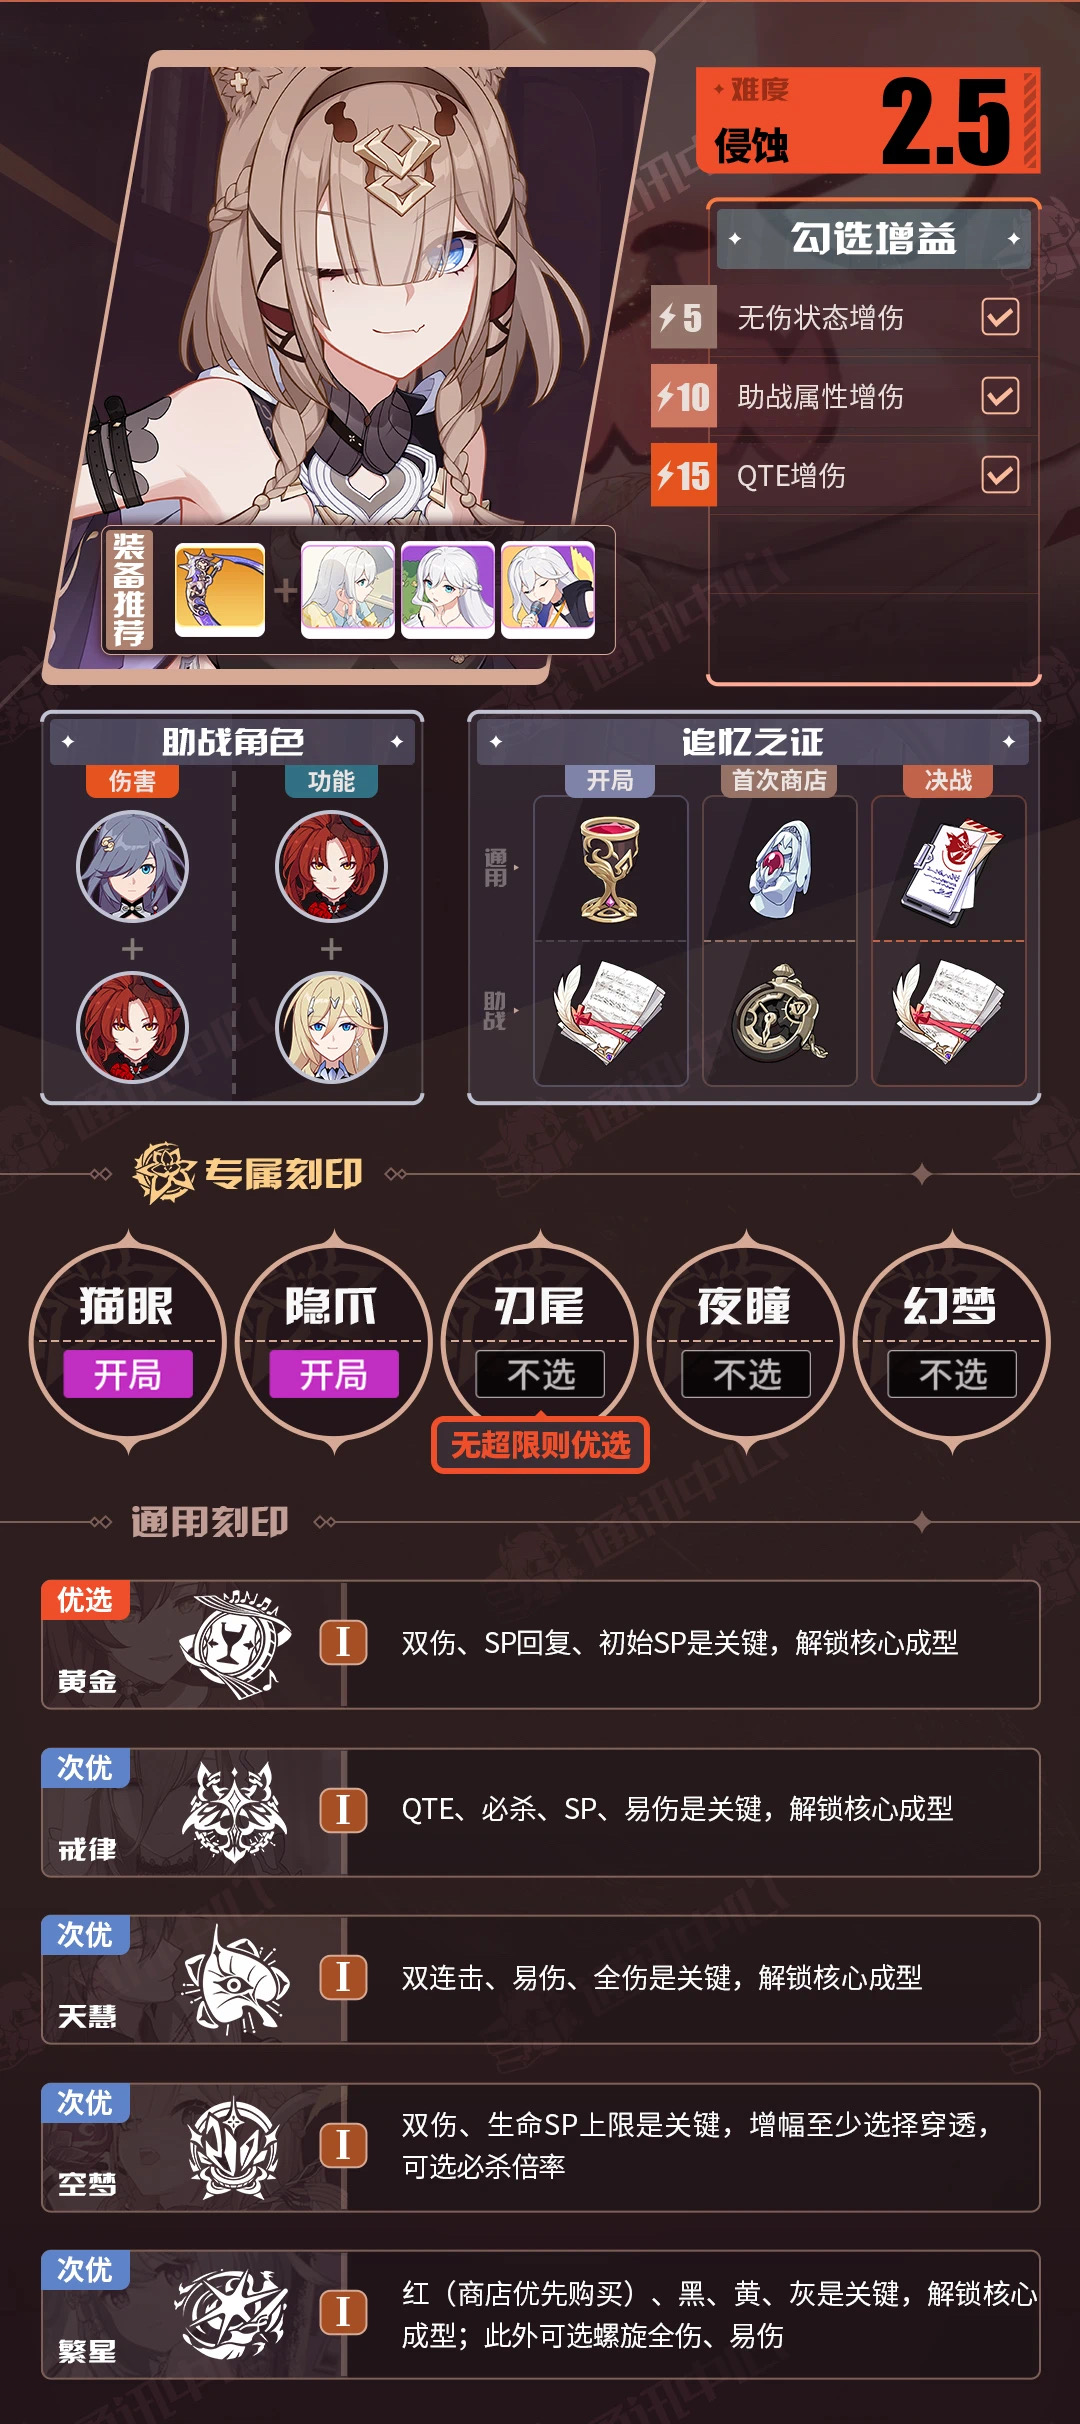 难度
侵蚀
2.5
勾选增益
5 无伤状态增伤
10 助战属性增伤
15 QTE增伤
装备推荐
助战角色
伤害
功能
追忆之证
开局
首次商店
决战
通用
助战
专属刻印
猫眼
开局
隐爪
开局
刃尾
不选
无超限则优选
夜瞳
不选
幻梦
不选
通用刻印
优选
黄金
I
双伤、SP回复、初始SP是关键，解锁核心成型
次优
戒律
I
QTE、必杀、SP、易伤是关键，解锁核心成型
次优
天慧
I
双连击、易伤、全伤是关键，解锁核心成型
次优
空梦
I
双伤、生命SP上限是关键，增幅至少选择穿透，
可选必杀倍率
次优
繁星
I
红（商店优先购买）、黑、黄、灰是关键，解锁核心
成型；此外可选螺旋全伤、易伤
通讯中心